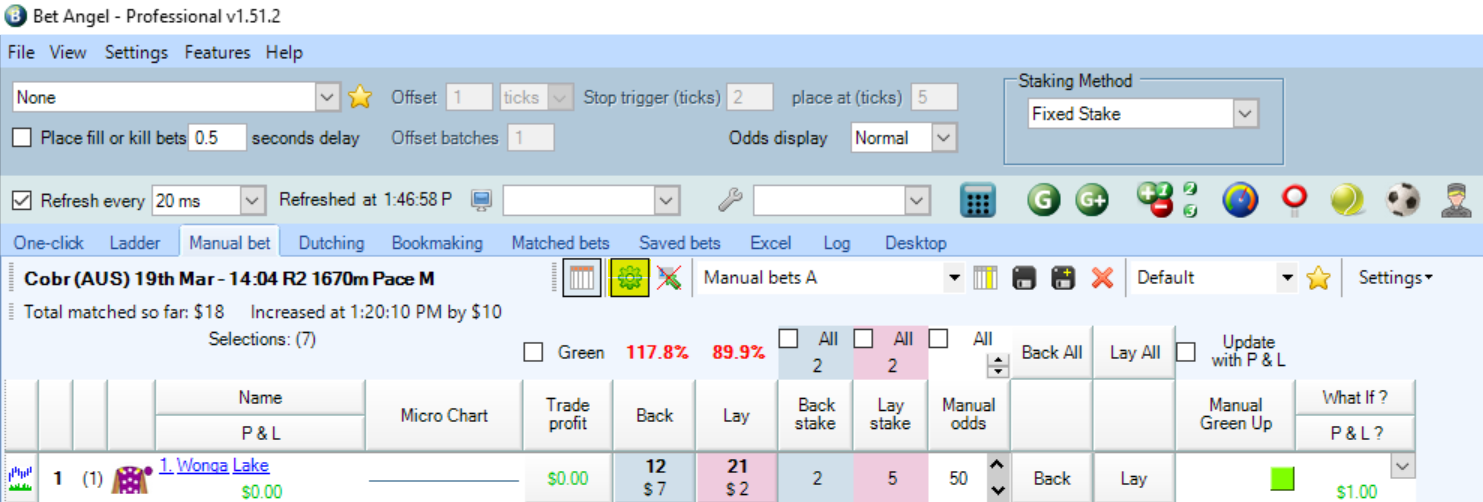 Bet Angel - Professional v1.51.2
File View Settings Features Help
Staking Method
None Offset 1 ticks Stop trigger (ticks) 2 place at (ticks) 5
Fixed Stake
Place fill or kill bets 0.5 seconds delay Offset batches 1 Odds display Normal
Refresh every 20 ms Refreshed at 1:46:58 P G G+
One-click Ladder Manual bet Dutching Bookmaking Matched bets Saved bets Excel Log Desktop
Cobr (AUS) 19th Mar - 14:04 R2 1670m Pace M Manual bets A Default Settings
Total matched so far: $18 Increased at 1:20:10 PM by $10
Selections: (7) Green 117.8% 89.9% All 2 All 2 All Back All Lay All Update with P & L
Name Micro Chart Trade profit Back Lay Back stake Lay stake Manual odds Manual Green Up What If ?
P & L P & L ?
1 (1) 1. Wonga Lake $0.00 12 21 2 5 50 Back Lay
$0.00 $ 7 $ 2 $1.00